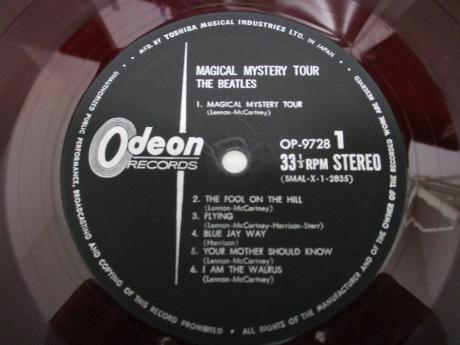 MFD. BY TOSHIBA MUSICAL INDUSTRIES LTD. IN JAPAN.
MAGICAL MYSTERY TOUR
THE BEATLES
1. MAGICAL MYSTERY TOUR
(Lennon-McCartney)
Odeon
RECORDS
OP-9728 1
33⅓ RPM STEREO
(SMAL-X-1-2835)
2. THE FOOL ON THE HILL
(Lennon-McCartney)
3. FLYING
(Lennon-McCartney-Harrison-Starr)
4. BLUE JAY WAY
(Harrison)
5. YOUR MOTHER SHOULD KNOW
(Lennon-McCartney)
6. I AM THE WALRUS
(Lennon-McCartney)
UNAUTHORIZED PUBLIC PERFORMANCE, BROADCASTING AND COPYING OF THIS RECORD PROHIBITED • ALL RIGHTS OF THE MANUFACTURER AND OF THE OWNER OF THE RECORDED WORK ARE RESERVED